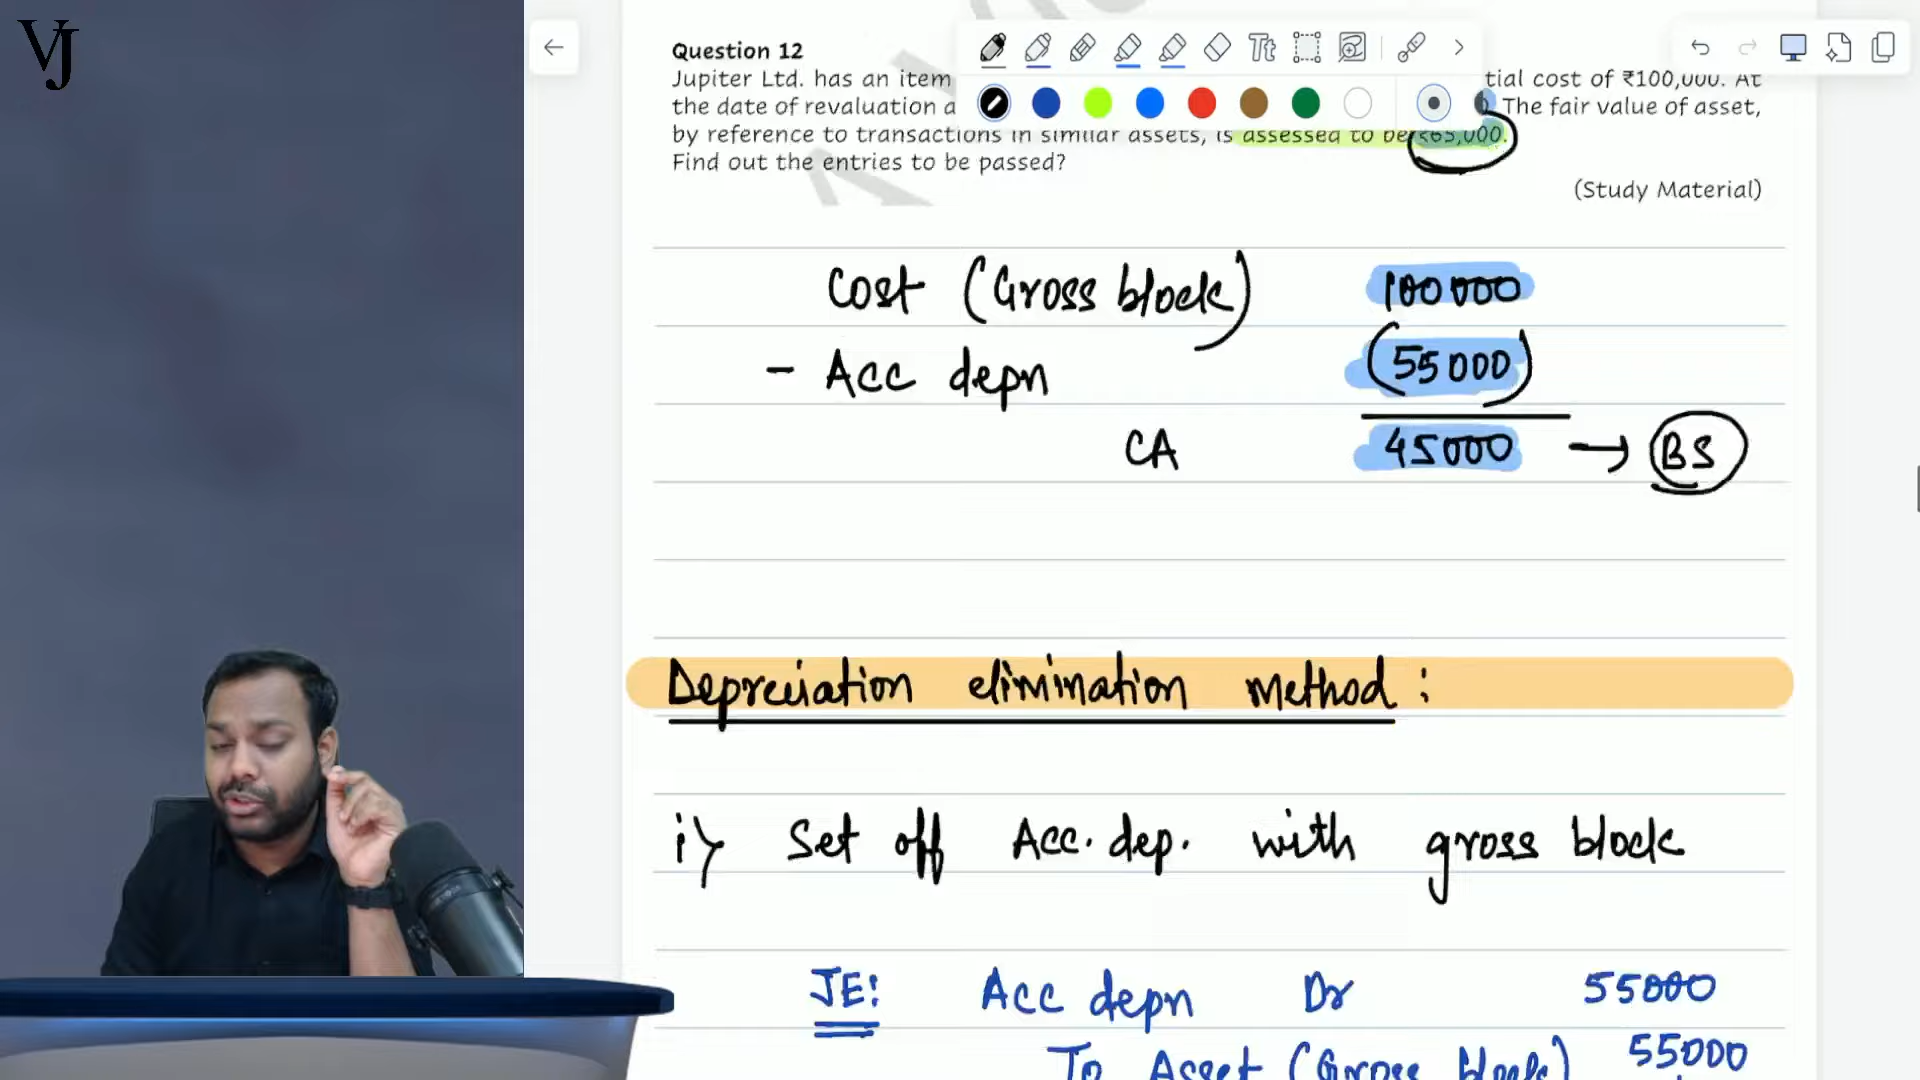 VJ
Question 12
Jupiter Ltd. has an item tial cost of ₹100,000. At
the date of revaluation a The fair value of asset,
by reference to transactions in similar assets, is assessed to be ₹65,000.
Find out the entries to be passed?
(Study Material)
Cost (Gross block) 100000
- Acc depn (55000)
CA 45000 → BS
Depreciation elimination method :
i) Set off Acc. dep. with gross block
JE: Acc depn Dr 55000
To Asset (Gross block) 55000